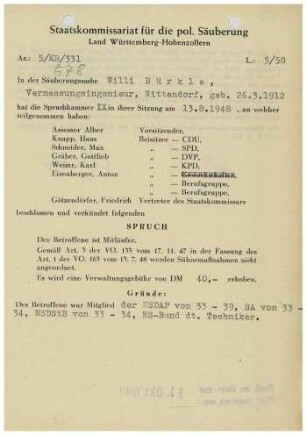 Staatskommissariat für die pol. Säuberung
Land Württemberg-Hohenzollern
Az.: 5/KB/331 L.: 5/58
578
In der Säuberungssache Willi Bürkle,
Vermessungsingenieur, Wittendorf, geb. 26.3.1912
hat die Spruchkammer IX in ihrer Sitzung am 13.8.1948 an welcher
teilgenommen haben:
Assessor Alber Vorsitzender,
Knapp, Hans Beisitzer — CDU,
Schneider, Max „ — SPD,
Gräber, Gottlieb „ — DVP,
Weimr, Karl „ — KPD,
Eisenberger, Anton „ —
„ — Berufsgruppe,
„ — Berufsgruppe,
Götzendörfer, Friedrich Vertreter des Staatskommissars
beschlossen und verkündet folgenden
SPRUCH
Der Betroffene ist Mitläufer.
Gemäß Art. 3 der VO. 133 vom 17. 11. 47 in der Fassung des
Art. 1 der VO. 165 vom 13. 7. 48 werden Sühnemaßnahmen nicht
angeordnet.
Es wird eine Verwaltungsgebühr von DM 40,- erhoben.
Gründe:
Der Betroffene war Mitglied der NSDAP von 33 - 39, SA von 33 -
34, NSDStB von 33 - 34, NS-Bund dt. Techniker.